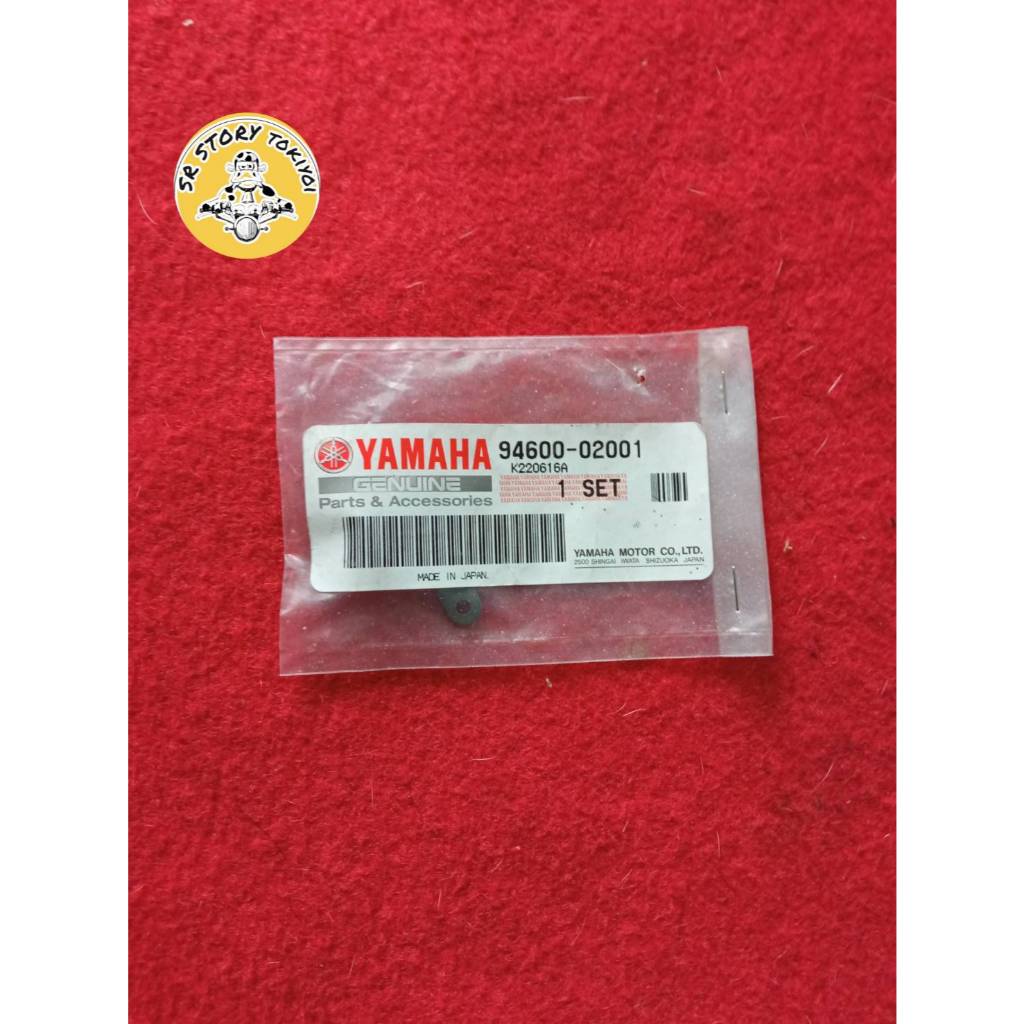 SR STORY TOKIYOI
YAMAHA 94600-02001
K220616A
GENUINE
Parts & Accessories
1 SET
YAMAHA MOTOR CO.,LTD.
2500 SHINGAI IWATA SHIZUOKA JAPAN
MADE IN JAPAN.